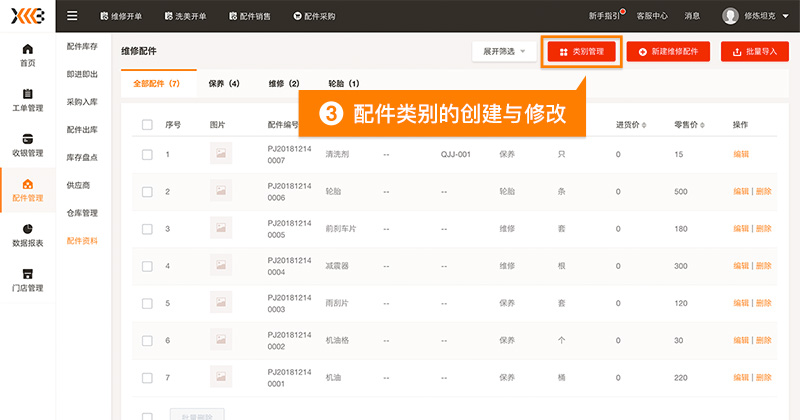 维修开单 洗美开单 配件销售 配件采购 新手指引 客服中心 消息 修炼坦克
首页
工单管理
收银管理
配件管理
数据报表
门店管理
配件库存
即进即出
采购入库
配件出库
库存盘点
供应商
仓库管理
配件资料
维修配件 展开筛选 类别管理 新建维修配件 批量导入
全部配件 (7) 保养 (4) 维修 (2) 轮胎 (1)
3 配件类别的创建与修改
序号 图片 配件编号 进货价 零售价 操作
1 PJ201812140007 清洗剂 -- QJJ-001 保养 只 0 15 编辑
2 PJ201812140006 轮胎 -- -- 轮胎 条 0 500 编辑 | 删除
3 PJ201812140005 前刹车片 -- -- 维修 套 0 180 编辑 | 删除
4 PJ201812140004 减震器 -- -- 维修 根 0 300 编辑 | 删除
5 PJ201812140003 雨刮片 -- -- 保养 套 0 120 编辑 | 删除
6 PJ201812140002 机油格 -- -- 保养 个 0 30 编辑 | 删除
7 PJ201812140001 机油 -- -- 保养 桶 0 220 编辑 | 删除
批量删除